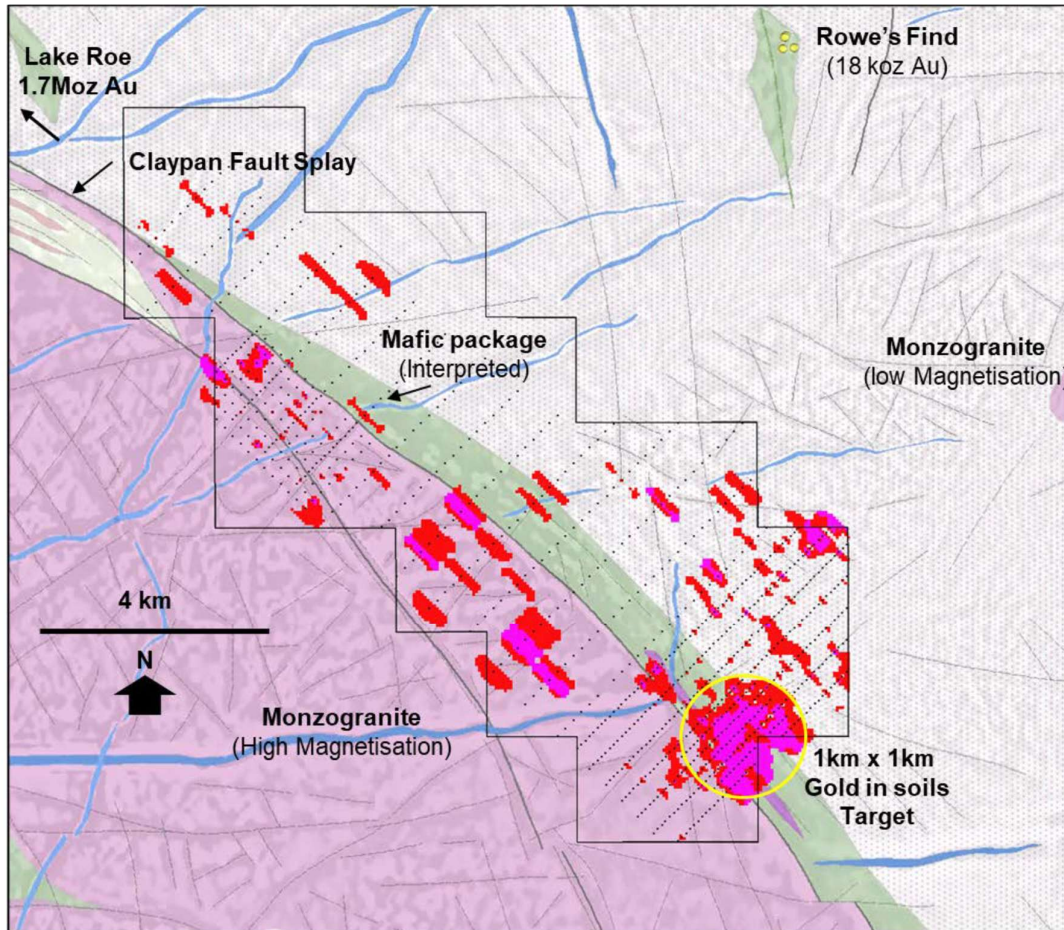 Lake Roe
1.7Moz Au
Rowe's Find
(18 koz Au)
Claypan Fault Splay
Mafic package
(Interpreted)
Monzogranite
(low Magnetisation)
4 km
N
Monzogranite
(High Magnetisation)
1km x 1km
Gold in soils
Target